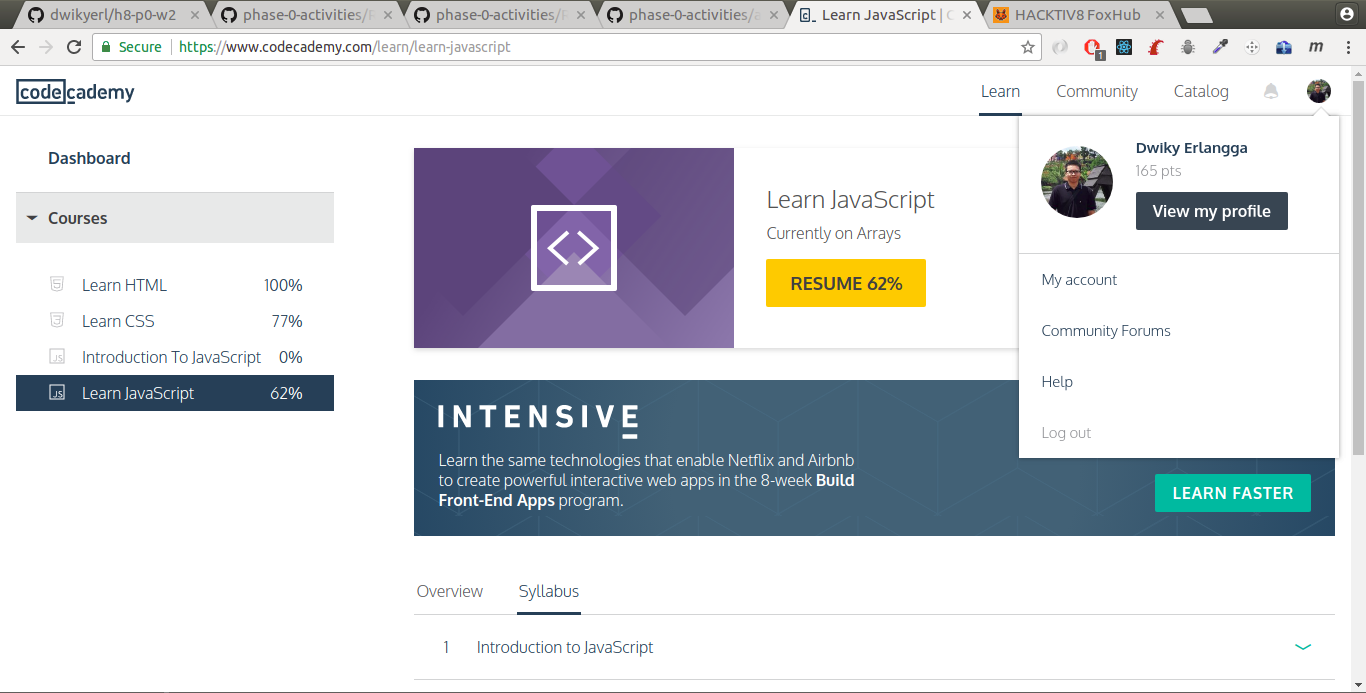 dwikyerl/h8-p0-w2
phase-0-activities/
phase-0-activities/
phase-0-activities/
Learn JavaScript |
HACKTIV8 FoxHub
Secure
https://www.codecademy.com/learn/learn-javascript
1
m
codecademy
Learn
Community
Catalog
Dashboard
Courses
Learn HTML 100%
Learn CSS 77%
Introduction To JavaScript 0%
JS Learn JavaScript 62%
Learn JavaScript
Currently on Arrays
RESUME 62%
Dwiky Erlangga
165 pts
View my profile
My account
Community Forums
Help
Log out
INTENSIVE
Learn the same technologies that enable Netflix and Airbnb
to create powerful interactive web apps in the 8-week Build
Front-End Apps program.
LEARN FASTER
Overview
Syllabus
1 Introduction to JavaScript